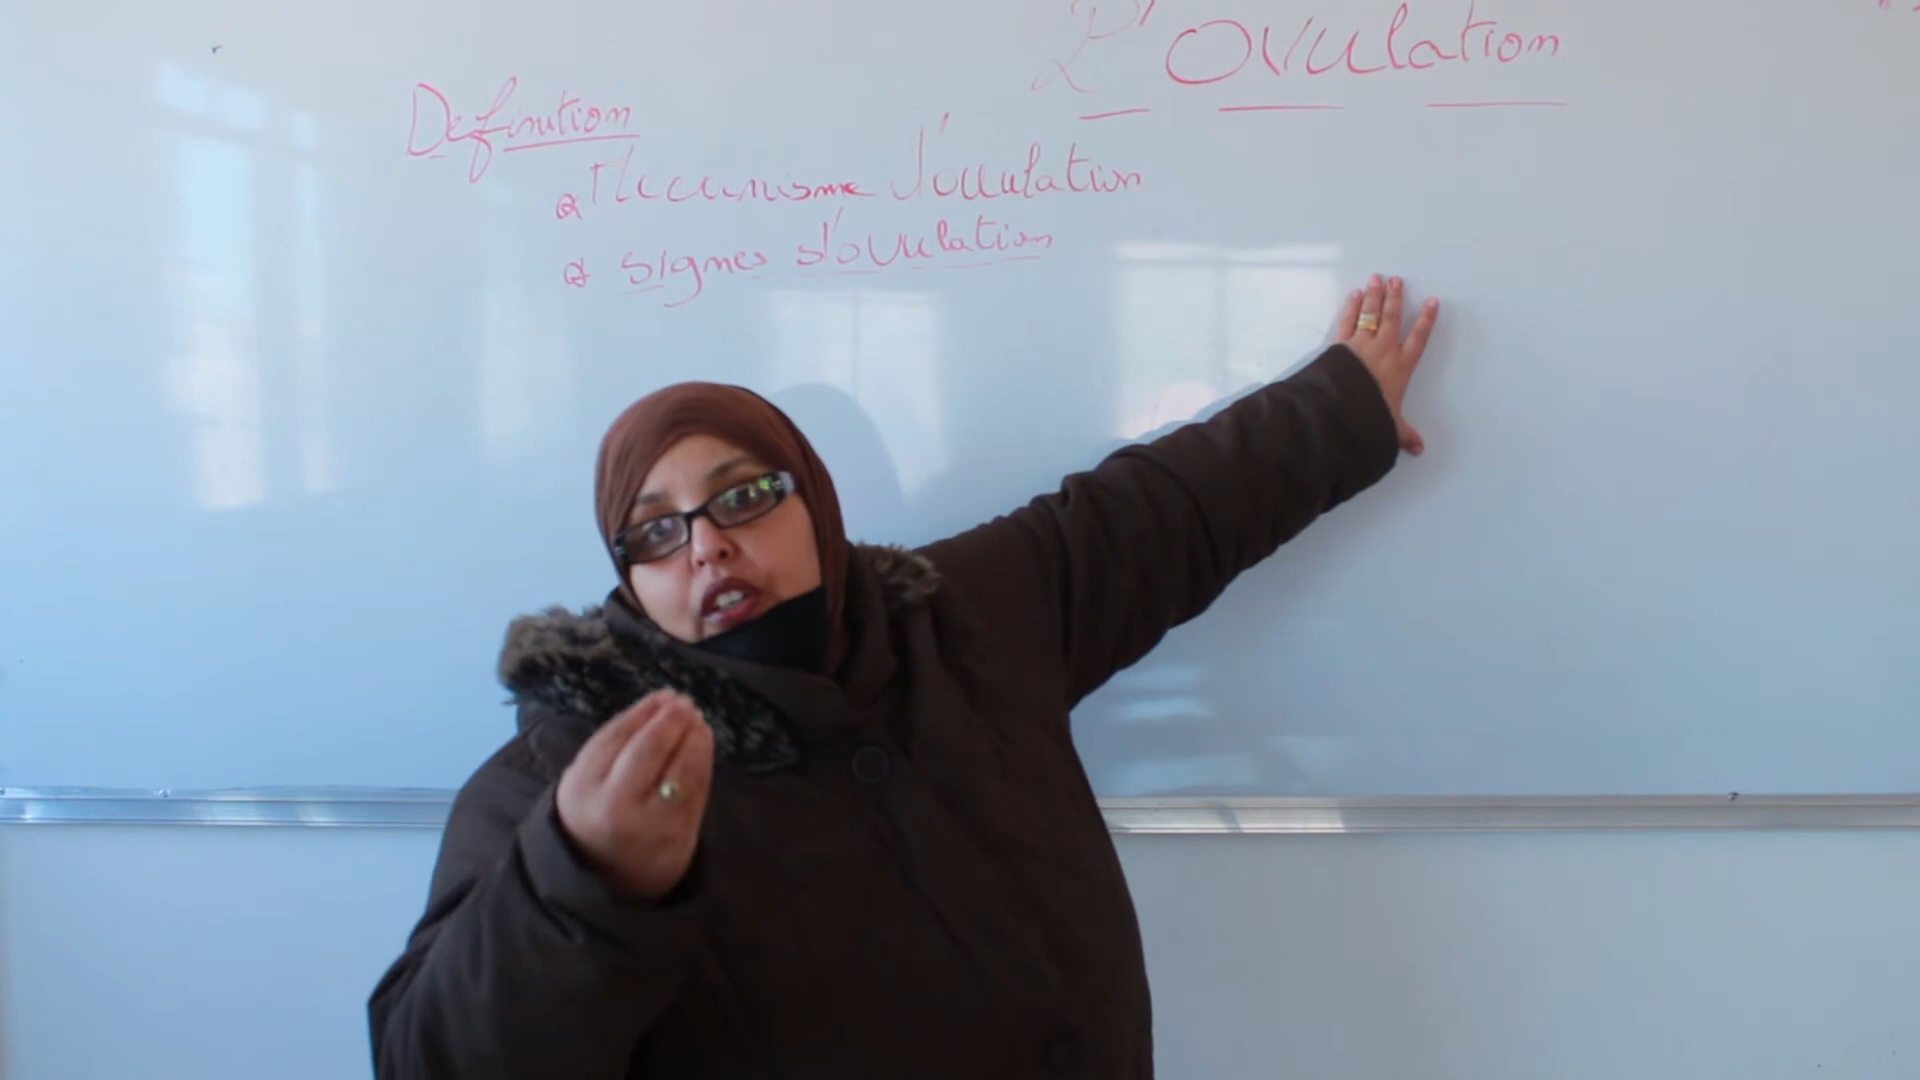 L'Ovulation
Definition
Mecanisme d'ovulation
Signes d'ovulation